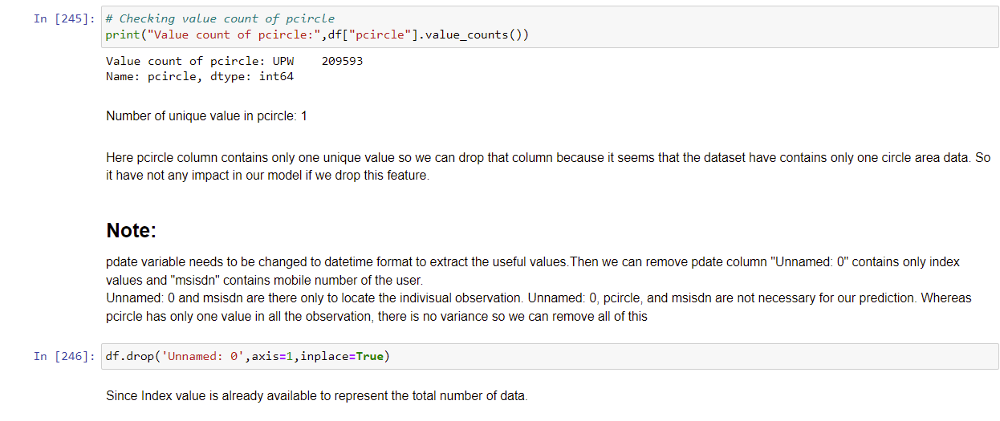 In [245]: # Checking value count of pcircle
print("Value count of pcircle:",df["pcircle"].value_counts())
Value count of pcircle: UPW    209593
Name: pcircle, dtype: int64
Number of unique value in pcircle: 1
Here pcircle column contains only one unique value so we can drop that column because it seems that the dataset have contains only one circle area data. So
it have not any impact in our model if we drop this feature.
Note:
pdate variable needs to be changed to datetime format to extract the useful values.Then we can remove pdate column "Unnamed: 0" contains only index
values and "msisdn" contains mobile number of the user.
Unnamed: 0 and msisdn are there only to locate the indivisual observation. Unnamed: 0, pcircle, and msisdn are not necessary for our prediction. Whereas
pcircle has only one value in all the observation, there is no variance so we can remove all of this
In [246]: df.drop('Unnamed: 0',axis=1,inplace=True)
Since Index value is already available to represent the total number of data.